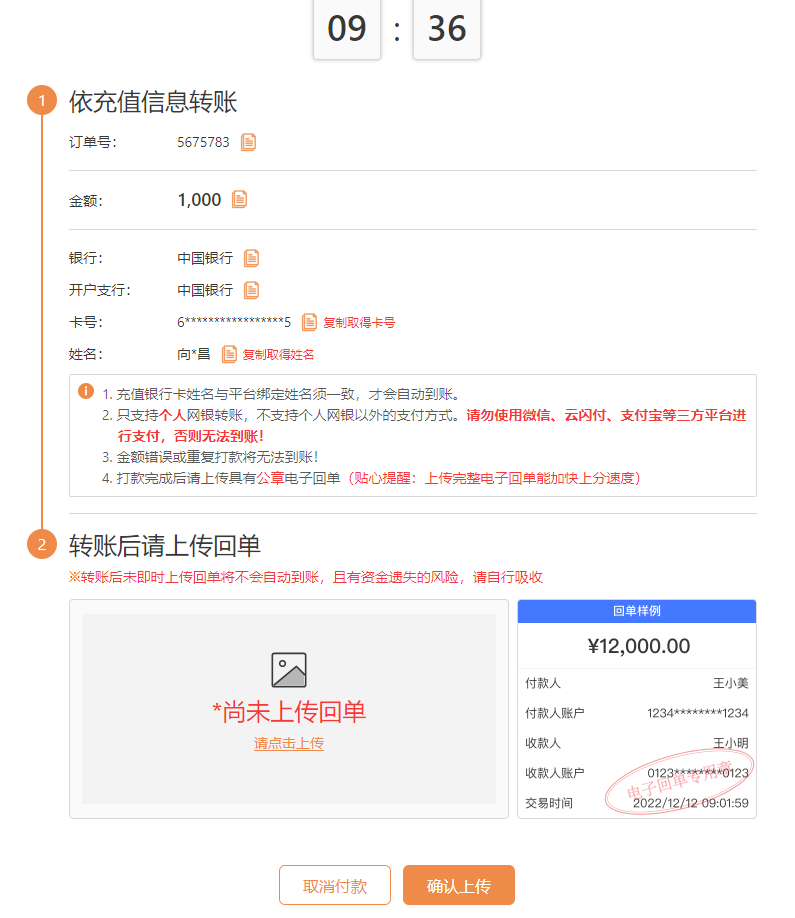 09 : 36
1
依充值信息转账
订单号: 5675783
金额: 1,000
银行: 中国银行
开户支行: 中国银行
卡号: 6*****************5 复制取得卡号
姓名: 向*昌 复制取得姓名
1. 充值银行卡姓名与平台绑定姓名须一致，才会自动到账。
2. 只支持个人网银转账，不支持个人网银以外的支付方式。请勿使用微信、云闪付、支付宝等三方平台进
行支付，否则无法到账!
3. 金额错误或重复打款将无法到账!
4. 打款完成后请上传具有公章电子回单（贴心提醒：上传完整电子回单能加快上分速度）
2
转账后请上传回单
※转账后未即时上传回单将不会自动到账，且有资金遗失的风险，请自行吸收
*尚未上传回单
请点击上传
回单样例
¥12,000.00
付款人 王小美
付款人账户 1234********1234
收款人 王小明
收款人账户 0123********0123
电子回单专用章
交易时间 2022/12/12 09:01:59
取消付款 确认上传